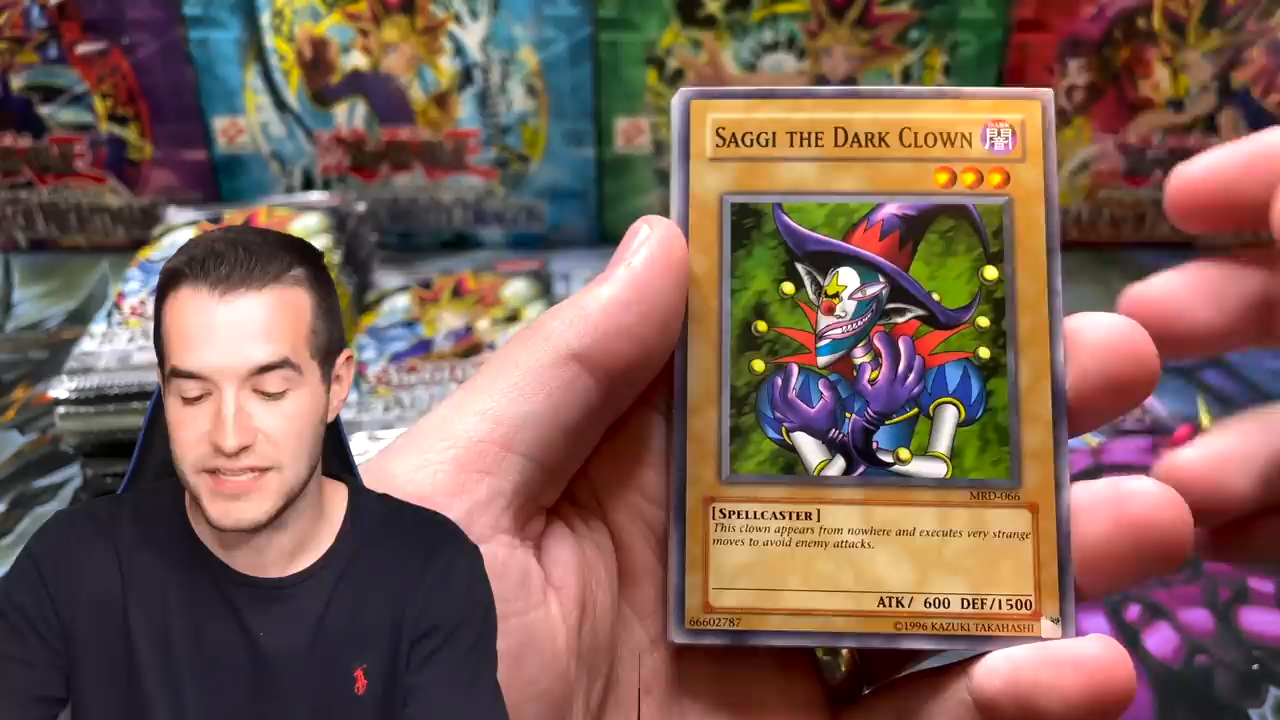 SAGGI THE DARK CLOWN
DARK
闇
MRD-066
[SPELLCASTER]
This clown appears from nowhere and executes very strange
moves to avoid enemy attacks.
ATK/ 600 DEF/1500
66602787
©1996 KAZUKI TAKAHASHI